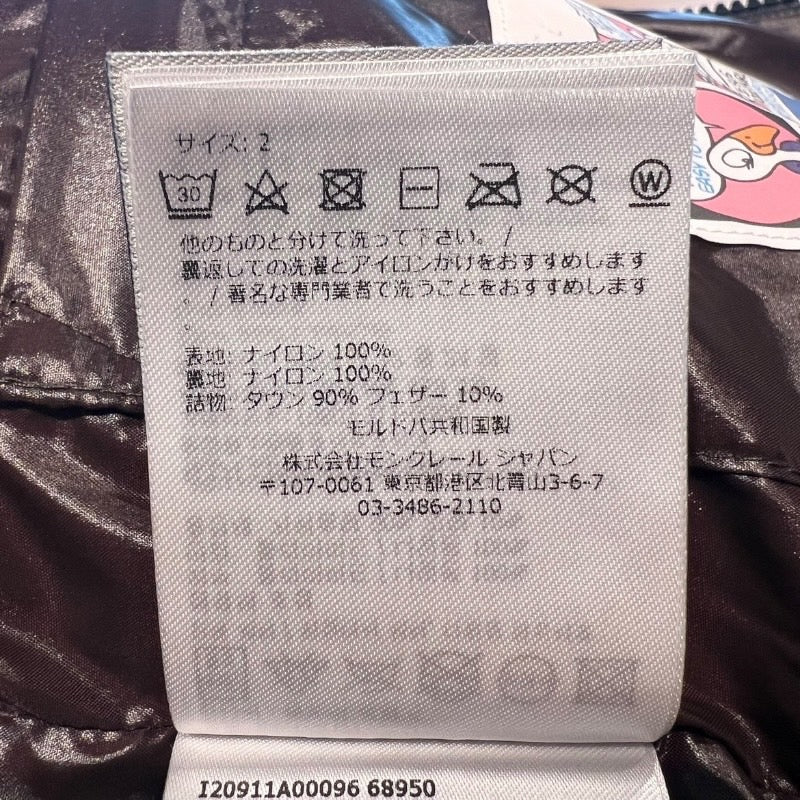 サイズ: 2
30
W
他のものと分けて洗って下さい。 /
裏返しての洗濯とアイロンかけをおすすめします
。 / 著名な専門業者で洗うことをおすすめします
。
表地: ナイロン 100%
裏地: ナイロン 100%
詰物: ダウン 90% フェザー 10%
モルドバ共和国製
株式会社モンクレール ジャパン
〒107-0061 東京都港区北青山3-6-7
03-3486-2110
I20911A00096 68950